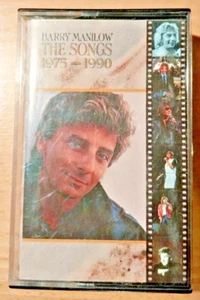 BARRY MANILOW
THE SONGS
1975 - 1990